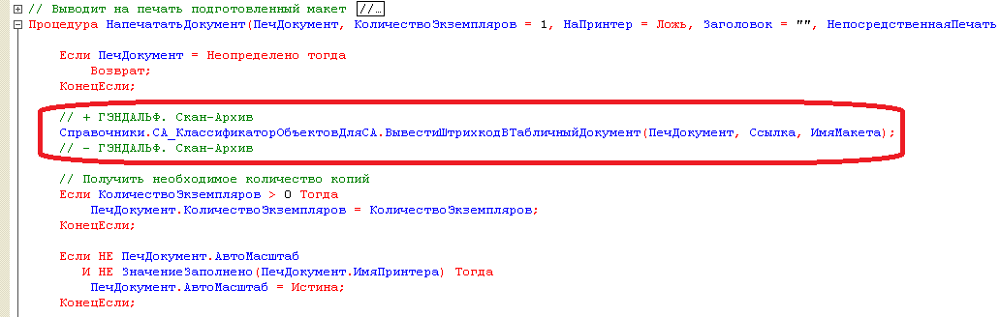 // Выводит на печать подготовленный макет //…
Процедура НапечататьДокумент(ПечДокумент, КоличествоЭкземпляров = 1, НаПринтер = Ложь, Заголовок = "", НепосредственнаяПечать
Если ПечДокумент = Неопределено тогда
Возврат;
КонецЕсли;
// + ГЭНДАЛЬФ. Скан-Архив
Справочники.СА_КлассификаторОбъектовДляСА.ВывестиШтрихкодВТабличныйДокумент(ПечДокумент, Ссылка, ИмяМакета);
// - ГЭНДАЛЬФ. Скан-Архив
// Получить необходимое количество копий
Если КоличествоЭкземпляров > 0 Тогда
ПечДокумент.КоличествоЭкземпляров = КоличествоЭкземпляров;
КонецЕсли;
Если НЕ ПечДокумент.АвтоМасштаб
И НЕ ЗначениеЗаполнено(ПечДокумент.ИмяПринтера) Тогда
ПечДокумент.АвтоМасштаб = Истина;
КонецЕсли;